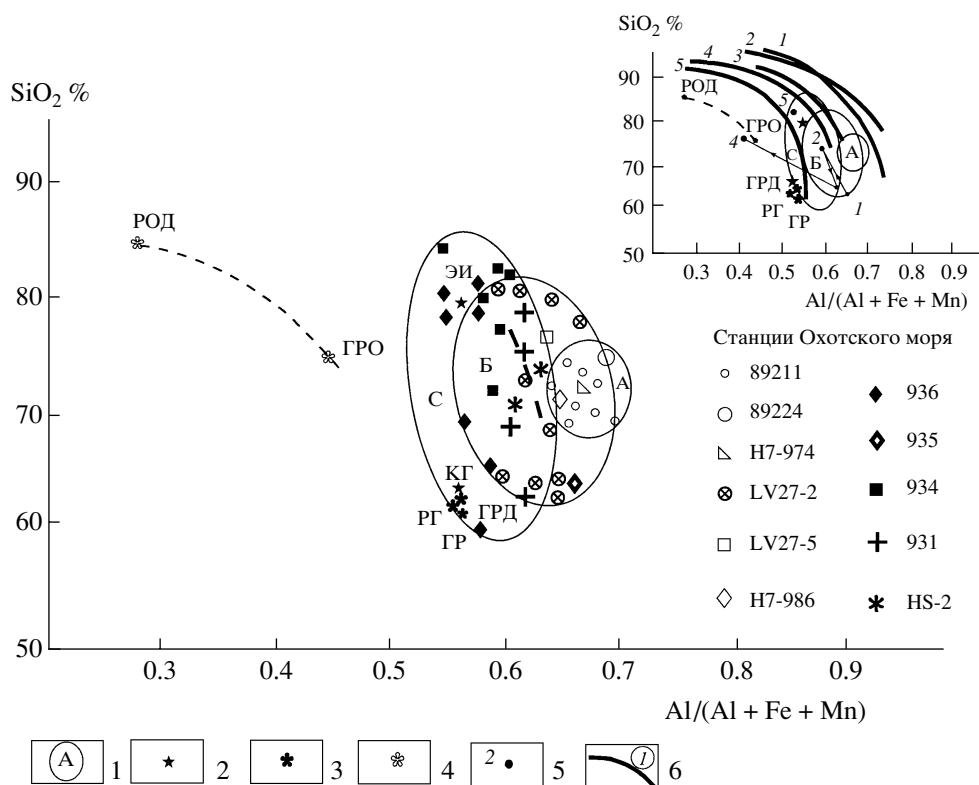 SiO2 %
90
80
70
60
50
0.3 0.4 0.5 0.6 0.7 0.8 0.9
Al/(Al + Fe + Mn)
РОД
ГРО
ЭИ
Б
А
С
КГ
РГ
ГРД
ГР
SiO2 %
90
80
70
60
50
2 1
4 3
5
РОД
5
ГРО
4
2
А
С
Б
ГРД
РГ
ГР
1
0.3 0.4 0.5 0.6 0.7 0.8 0.9
Al/(Al + Fe + Mn)
Станции Охотского моря
89211
89224
H7-974
LV27-2
LV27-5
H7-986
936
935
934
931
HS-2
А 1 2 3 4 2 5 1 6